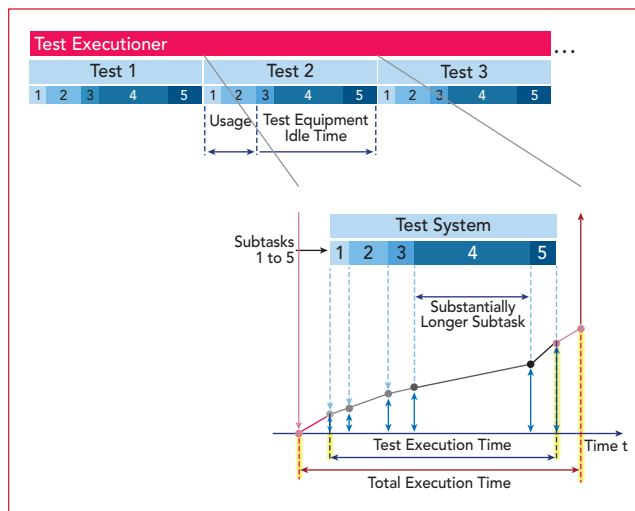 Test Executioner
...
Test 1 Test 2 Test 3
1 2 3 4 5 1 2 3 4 5 1 2 3 4 5
Usage
Test Equipment
Idle Time
Test System
Subtasks
1 to 5
1 2 3 4 5
Substantially
Longer Subtask
Test Execution Time
Time t
Total Execution Time